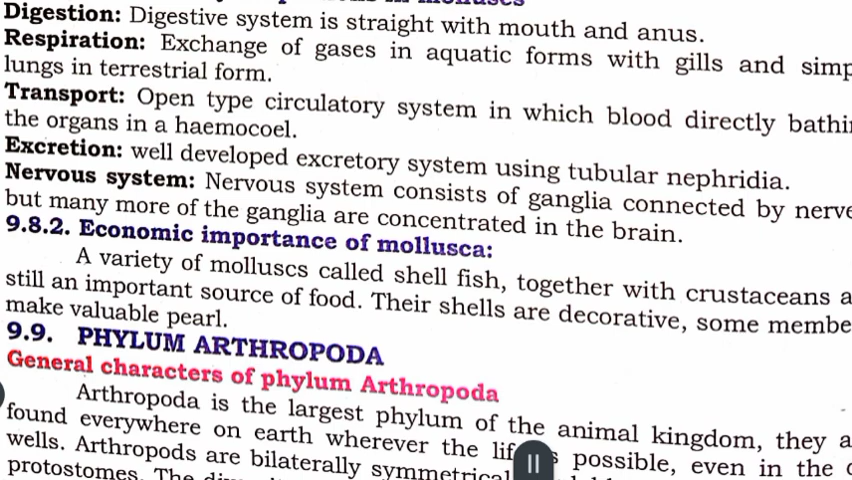 Digestion: Digestive system is straight with mouth and anus.
Respiration: Exchange of gases in aquatic forms with gills and
lungs in terrestrial form.
Transport: Open type circulatory system in which blood directly
the organs in a haemocoel.
Excretion: well developed excretory system using tubular nephridia.
Nervous system: Nervous system consists of ganglia connected by
but many more of the ganglia are concentrated in the brain.
9.8.2. Economic importance of mollusca:
A variety of molluscs called shell fish, together with crustaceans
still an important source of food. Their shells are decorative, some
make valuable pearl.
9.9. PHYLUM ARTHROPODA
General characters of phylum Arthropoda
Arthropoda is the largest phylum of the animal kingdom, they
found everywhere on earth wherever the possible, even in the
wells. Arthropods are bilaterally
protostomes. The